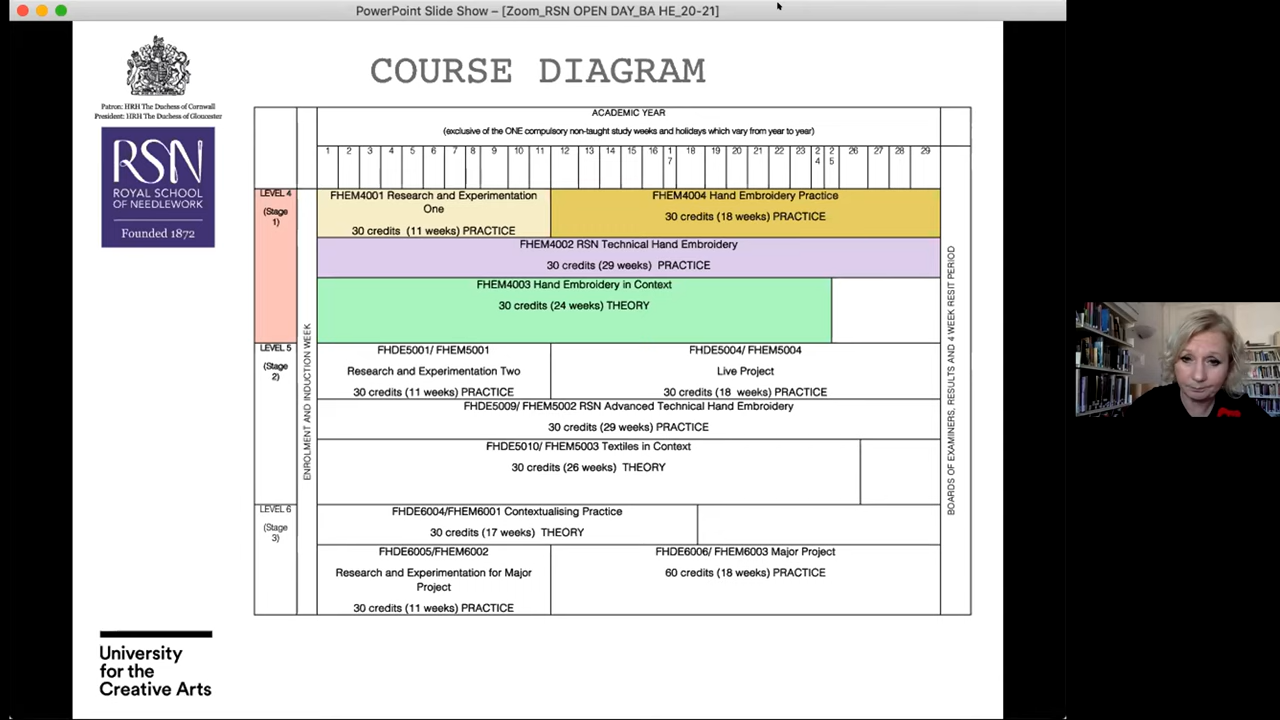 PowerPoint Slide Show – [Zoom_RSN OPEN DAY_BA HE_20-21]
COURSE DIAGRAM
Patron: HRH The Duchess of Cornwall
President: HRH The Duchess of Gloucester
RSN
ROYAL SCHOOL
OF NEEDLEWORK
Founded 1872
ACADEMIC YEAR
(exclusive of the ONE compulsory non-taught study weeks and holidays which vary from year to year)
1 2 3 4 5 6 7 8 9 10 11 12 13 14 15 16 17 18 19 20 21 22 23 24 25 26 27 28 29
ENROLMENT AND INDUCTION WEEK
LEVEL 4
(Stage
1)
FHEM4001 Research and Experimentation
One
30 credits (11 weeks) PRACTICE
FHEM4004 Hand Embroidery Practice
30 credits (18 weeks) PRACTICE
FHEM4002 RSN Technical Hand Embroidery
30 credits (29 weeks) PRACTICE
FHEM4003 Hand Embroidery in Context
30 credits (24 weeks) THEORY
LEVEL 5
(Stage
2)
FHDE5001/ FHEM5001
Research and Experimentation Two
30 credits (11 weeks) PRACTICE
FHDE5004/ FHEM5004
Live Project
30 credits (18 weeks) PRACTICE
FHDE5009/ FHEM5002 RSN Advanced Technical Hand Embroidery
30 credits (29 weeks) PRACTICE
FHDE5010/ FHEM5003 Textiles in Context
30 credits (26 weeks) THEORY
LEVEL 6
(Stage
3)
FHDE6004/FHEM6001 Contextualising Practice
30 credits (17 weeks) THEORY
FHDE6005/FHEM6002
Research and Experimentation for Major
Project
30 credits (11 weeks) PRACTICE
FHDE6006/ FHEM6003 Major Project
60 credits (18 weeks) PRACTICE
BOARDS OF EXAMINERS, RESULTS AND 4 WEEK RESIT PERIOD
University
for the
Creative Arts